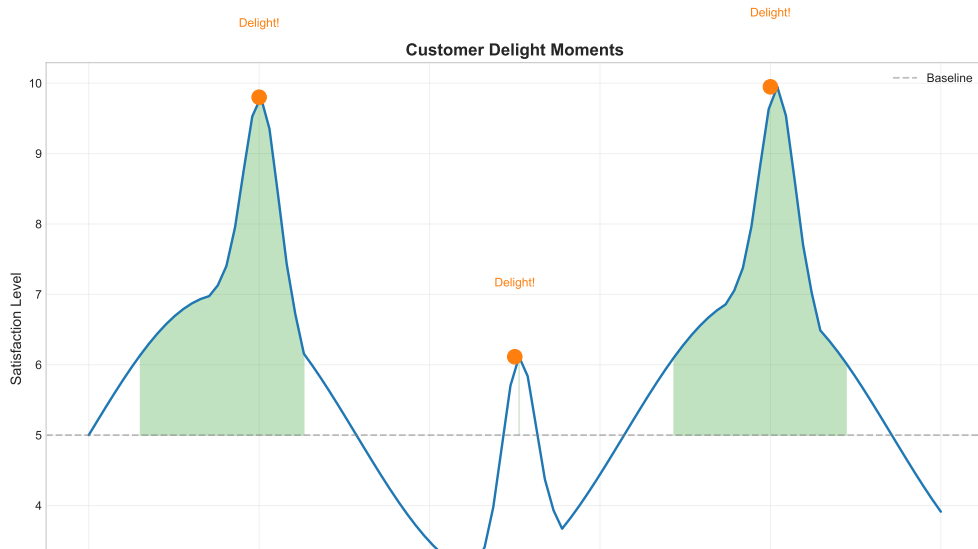 Delight!
Delight!
Customer Delight Moments
Baseline
10
9
8
7
6
5
4
Delight!
Satisfaction Level